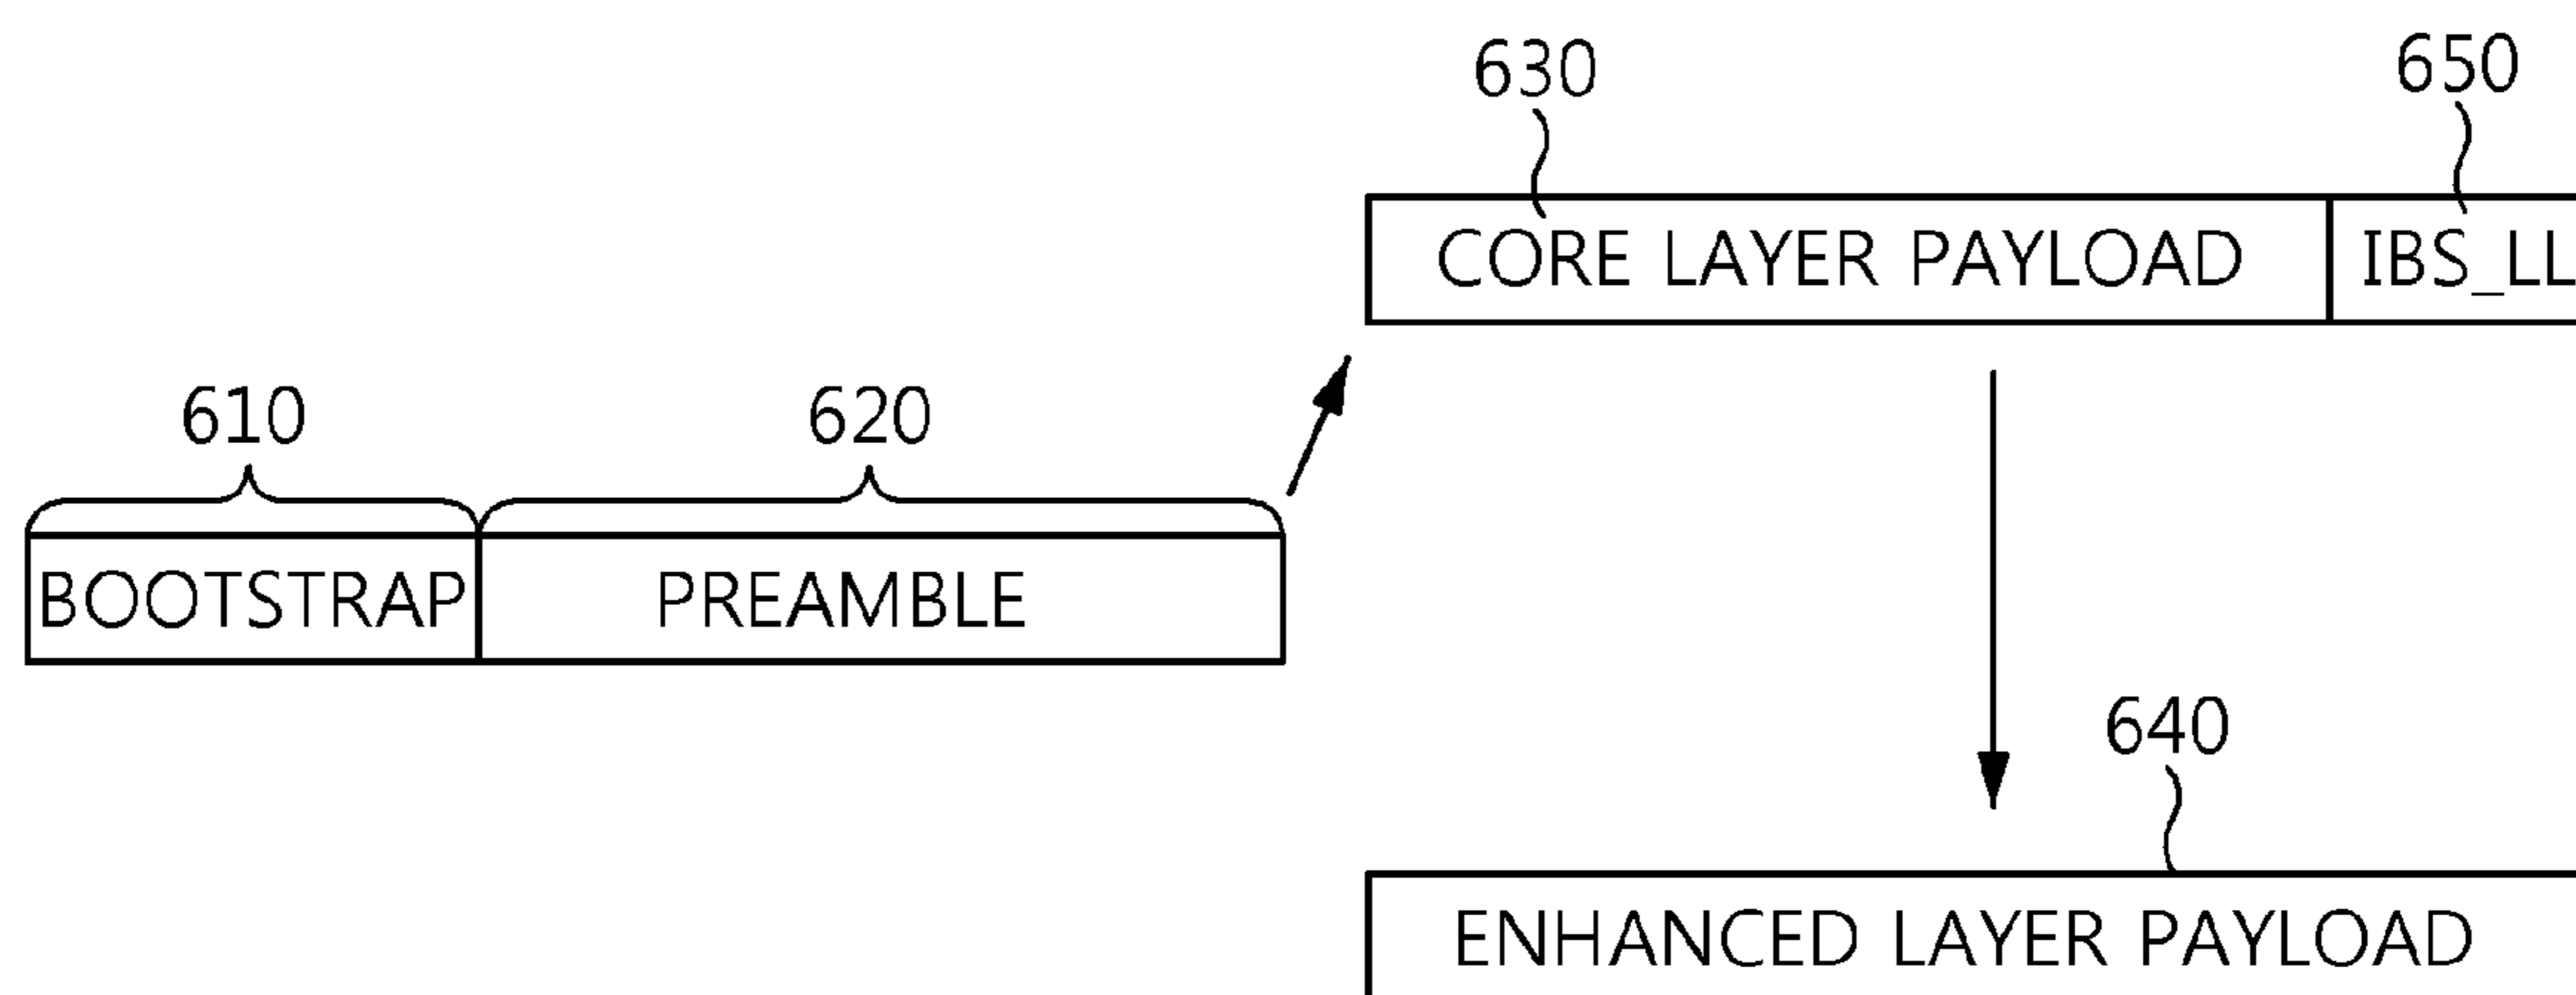 630
650
CORE LAYER PAYLOAD
IBS_LL
610
620
BOOTSTRAP
PREAMBLE
640
ENHANCED LAYER PAYLOAD